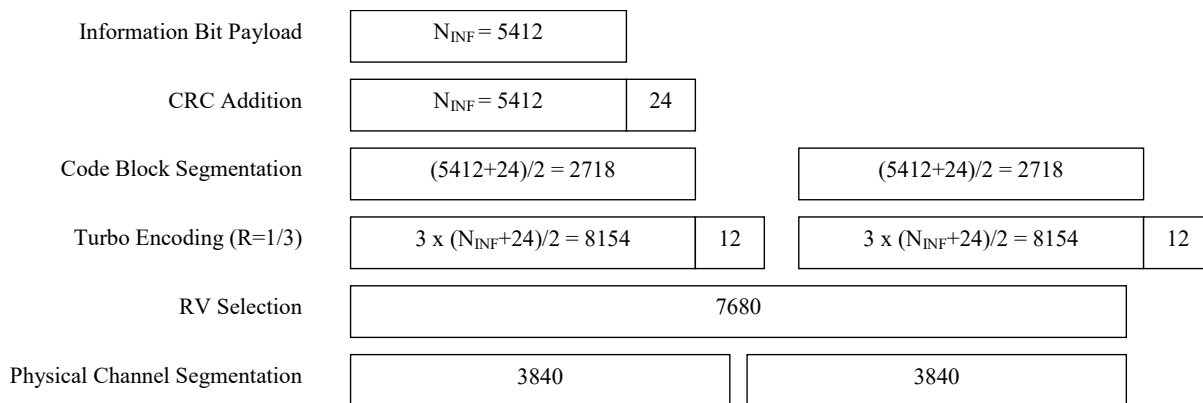 Information Bit Payload N_INF = 5412
CRC Addition N_INF = 5412 24
Code Block Segmentation (5412+24)/2 = 2718 (5412+24)/2 = 2718
Turbo Encoding (R=1/3) 3 x (N_INF+24)/2 = 8154 12 3 x (N_INF+24)/2 = 8154 12
RV Selection 7680
Physical Channel Segmentation 3840 3840